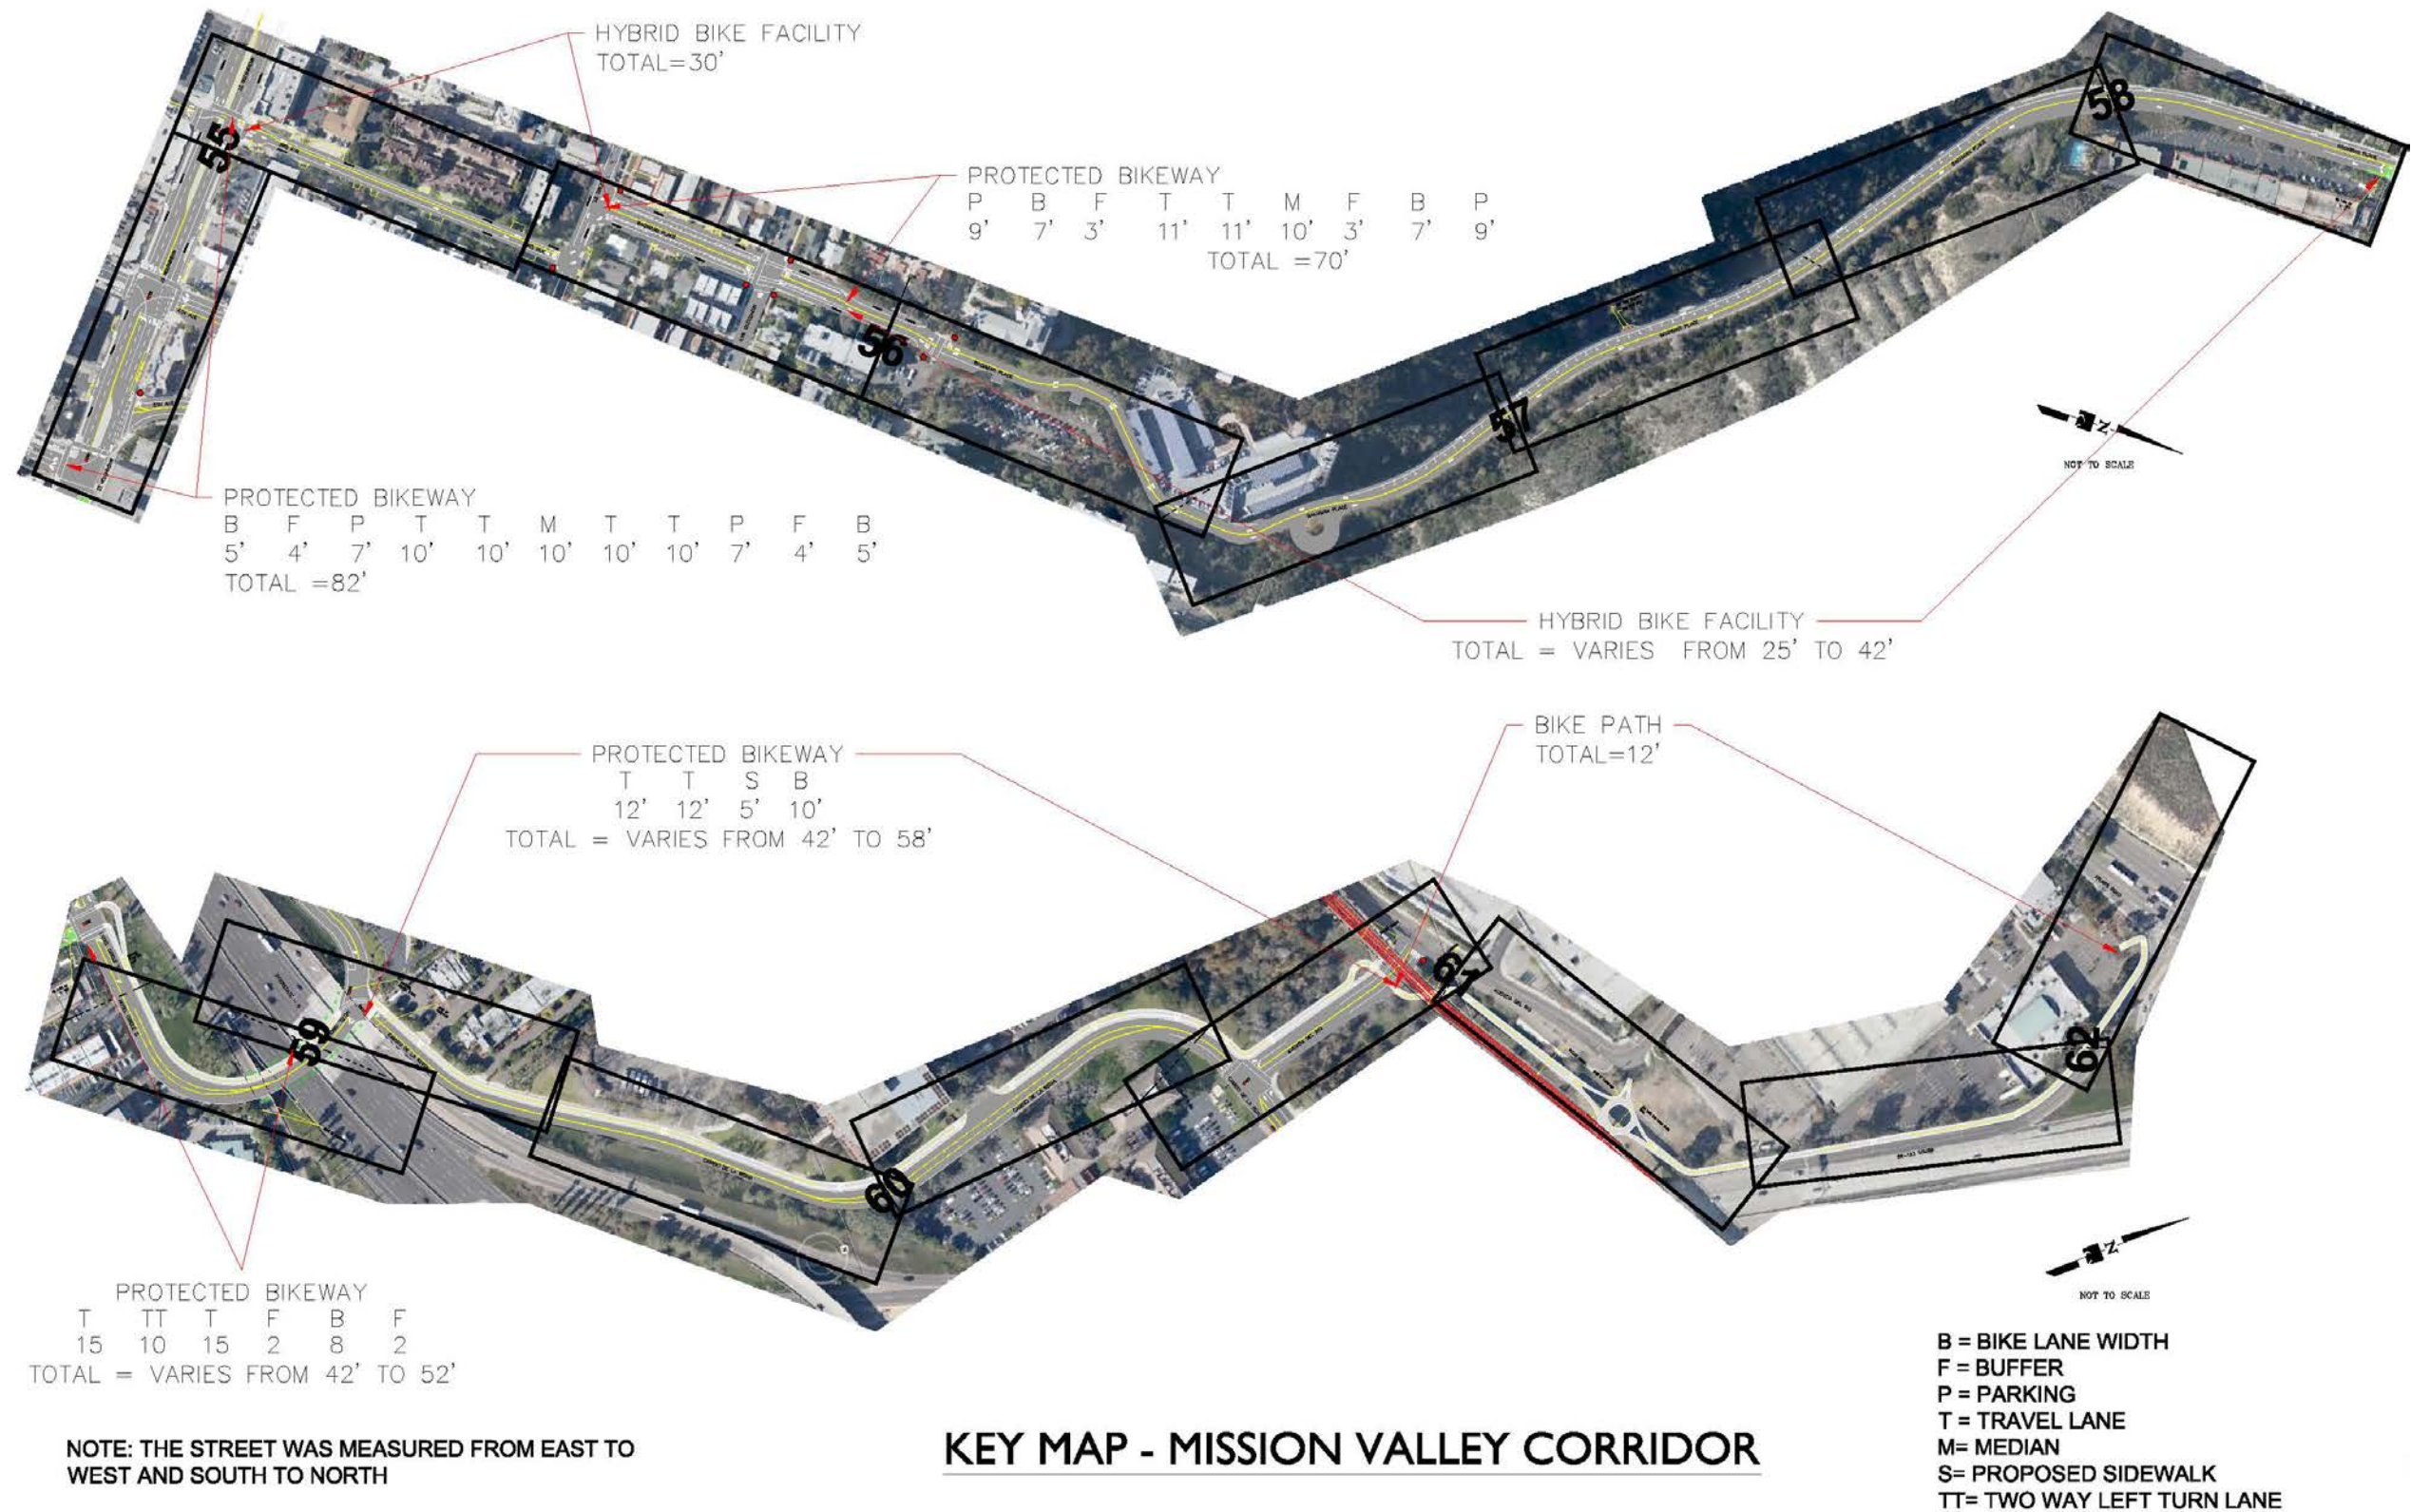 HYBRID BIKE FACILITY
TOTAL=30'
PROTECTED BIKEWAY
P B F T T M F B P
9' 7' 3' 11' 11' 10' 3' 7' 9'
TOTAL =70'
55
56
57
58
N
NOT TO SCALE
PROTECTED BIKEWAY
B F P T T M T T P F B
5' 4' 7' 10' 10' 10' 10' 10' 7' 4' 5'
TOTAL =82'
HYBRID BIKE FACILITY
TOTAL = VARIES FROM 25' TO 42'
PROTECTED BIKEWAY
T T S B
12' 12' 5' 10'
TOTAL = VARIES FROM 42' TO 58'
BIKE PATH
TOTAL=12'
59
60
61
62
N
NOT TO SCALE
PROTECTED BIKEWAY
T TT T F B F
15 10 15 2 8 2
TOTAL = VARIES FROM 42' TO 52'
NOTE: THE STREET WAS MEASURED FROM EAST TO
WEST AND SOUTH TO NORTH
KEY MAP - MISSION VALLEY CORRIDOR
B = BIKE LANE WIDTH
F = BUFFER
P = PARKING
T = TRAVEL LANE
M= MEDIAN
S= PROPOSED SIDEWALK
TT= TWO WAY LEFT TURN LANE